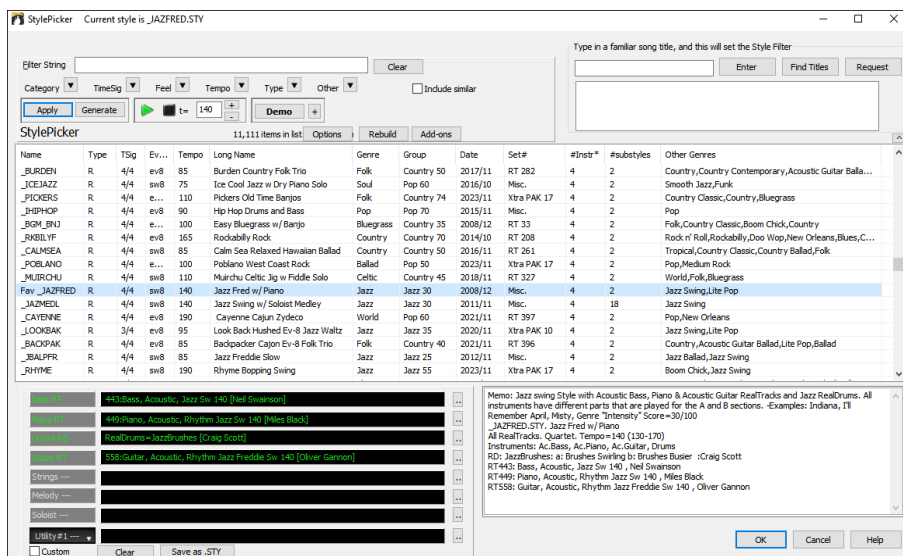 StylePicker Current style is _JAZFRED.STY
Type in a familiar song title, and this will set the Style Filter
Filter String Clear
Enter Find Titles Request
Category TimeSig Feel Tempo Type Other Include similar
Apply Generate t= 140 + - Demo +
StylePicker 11,111 items in list Options Rebuild Add-ons
Name Type TSig Ev... Tempo Long Name Genre Group Date Set# #Instr* #substyles Other Genres
_BURDEN R 4/4 ev8 85 Burden Country Folk Trio Folk Country 50 2017/11 RT 282 4 2 Country,Country Contemporary,Acoustic Guitar Balla...
_ICEJAZZ R 4/4 sw8 75 Ice Cool Jazz w Dry Piano Solo Soul Pop 60 2016/10 Misc. 4 2 Smooth Jazz,Funk
_PICKERS R 4/4 e... 110 Pickers Old Time Banjos Folk Country 74 2023/11 Xtra PAK 17 4 2 Country Classic,Country,Bluegrass
_IHIPHOP R 4/4 ev8 90 Hip Hop Drums and Bass Pop Pop 70 2015/11 Misc. 4 2 Pop
_BGM_BNJ R 4/4 e... 100 Easy Bluegrass w/ Banjo Bluegrass Country 35 2008/12 RT 33 4 2 Folk,Country Classic,Boom Chick,Country
_RKBILYF R 4/4 ev8 165 Rockabilly Rock Country Country 70 2014/10 RT 208 4 2 Rock n' Roll,Rockabilly,Doo Wop,New Orleans,Blues,C...
_CALMSEA R 4/4 sw8 85 Calm Sea Relaxed Hawaiian Ballad Country Country 50 2016/11 RT 261 4 2 Tropical,Country Classic,Country Ballad,Folk
_POBLANO R 4/4 e... 100 Poblano West Coast Rock Ballad Pop 50 2023/11 Xtra PAK 17 4 2 Pop,Medium Rock
_MUIRCHU R 4/4 sw8 110 Muirchu Celtic Jig w Fiddle Solo Celtic Country 45 2018/11 RT 327 4 2 World,Folk,Bluegrass
Fav _JAZFRED R 4/4 sw8 140 Jazz Fred w/ Piano Jazz Jazz 30 2008/12 Misc. 4 2 Jazz Swing,Lite Pop
_JAZMEDL R 4/4 sw8 140 Jazz Swing w/ Soloist Medley Jazz Jazz 30 2011/11 Misc. 4 18 Jazz Swing
_CAYENNE R 4/4 ev8 190 Cayenne Cajun Zydeco World Pop 60 2021/11 RT 397 4 2 Pop,New Orleans
_LOOKBAK R 3/4 ev8 95 Look Back Hushed Ev-8 Jazz Waltz Jazz Jazz 35 2020/11 Xtra PAK 10 4 2 Jazz Swing,Lite Pop
_BACKPAK R 4/4 ev8 85 Backpacker Cajon Ev-8 Folk Trio Folk Country 40 2021/11 RT 396 4 2 Country,Acoustic Guitar Ballad,Lite Pop,Ballad
_JBALPFR R 4/4 sw8 85 Jazz Freddie Slow Jazz Jazz 25 2012/11 Misc. 4 2 Jazz Ballad,Jazz Swing
_RHYME R 4/4 sw8 190 Rhyme Bopping Swing Jazz Jazz 55 2023/11 Xtra PAK 17 4 2 Boom Chick,Jazz Swing
Bass RT 443:Bass, Acoustic, Jazz Sw 140 [Neil Swainson] ..
Piano RT 449:Piano, Acoustic, Rhythm Jazz Sw 140 [Miles Black] ..
Drums RD RealDrums=JazzBrushes [Craig Scott] ..
Guitar RT 558:Guitar, Acoustic, Rhythm Jazz Freddie Sw 140 [Oliver Gannon] ..
Strings --- ..
Melody --- ..
Soloist --- ..
Utility#1 --- ..
Custom Clear Save as .STY
Memo: Jazz swing Style with Acoustic Bass, Piano & Acoustic Guitar RealTracks and Jazz RealDrums. All
instruments have different parts that are played for the A and B sections. -Examples: Indiana, I'll
Remember April, Misty, Genre "Intensity" Score=30/100
_JAZFRED.STY. Jazz Fred w/ Piano
All RealTracks. Quartet. Tempo=140 (130-170)
Instruments: Ac.Bass, Ac.Piano, Ac.Guitar, Drums
RD: JazzBrushes: a: Brushes Swirling b: Brushes Busier :Craig Scott
RT443: Bass, Acoustic, Jazz Sw 140 , Neil Swainson
RT449: Piano, Acoustic, Rhythm Jazz Sw 140 , Miles Black
RT558: Guitar, Acoustic, Rhythm Jazz Freddie Sw 140 , Oliver Gannon
OK Cancel Help